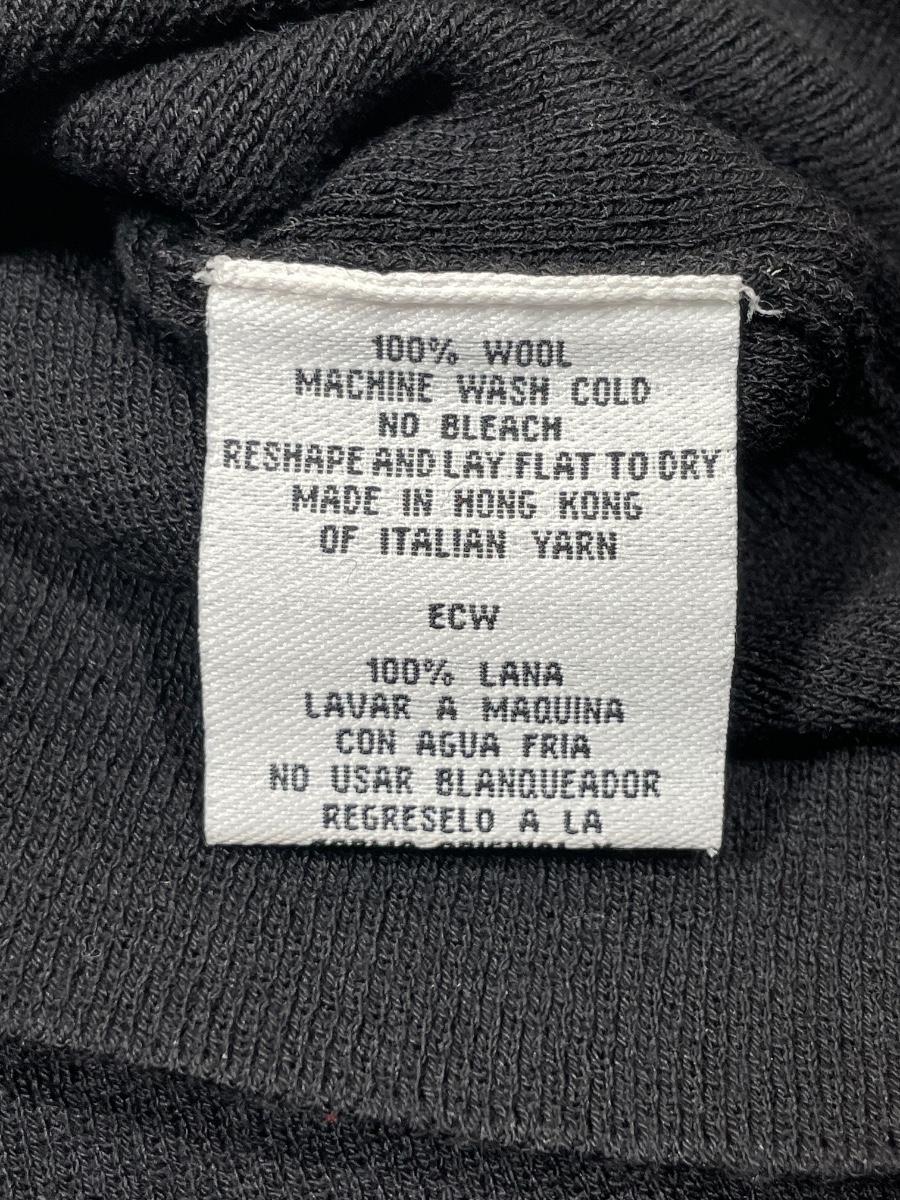 100% WOOL
MACHINE WASH COLD
NO BLEACH
RESHAPE AND LAY FLAT TO DRY
MADE IN HONG KONG
OF ITALIAN YARN
ECW
100% LANA
LAVAR A MAQUINA
CON AGUA FRIA
NO USAR BLANQUEADOR
REGRESELO A LA